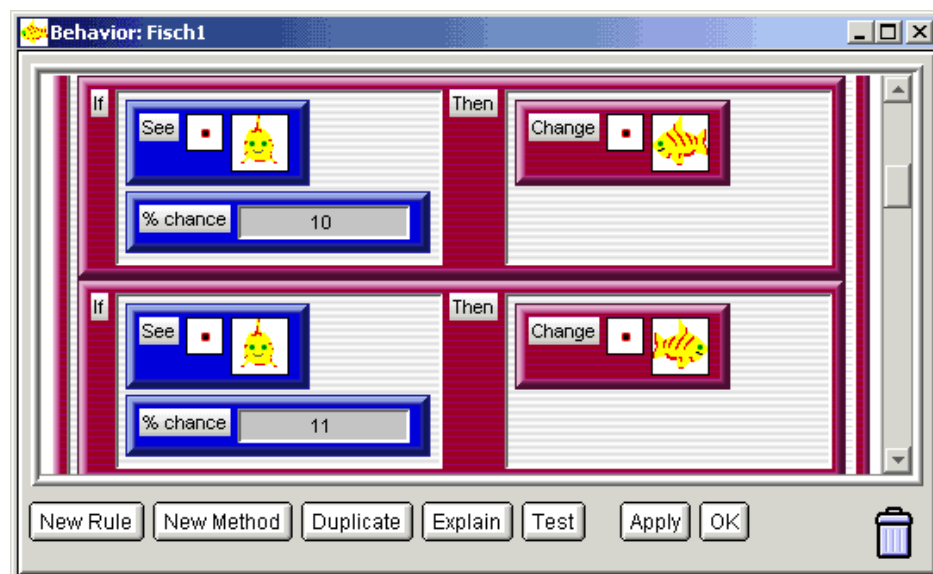 Behavior: Fisch1
If
See
% chance 10
Then
Change
If
See
% chance 11
Then
Change
New Rule New Method Duplicate Explain Test Apply OK